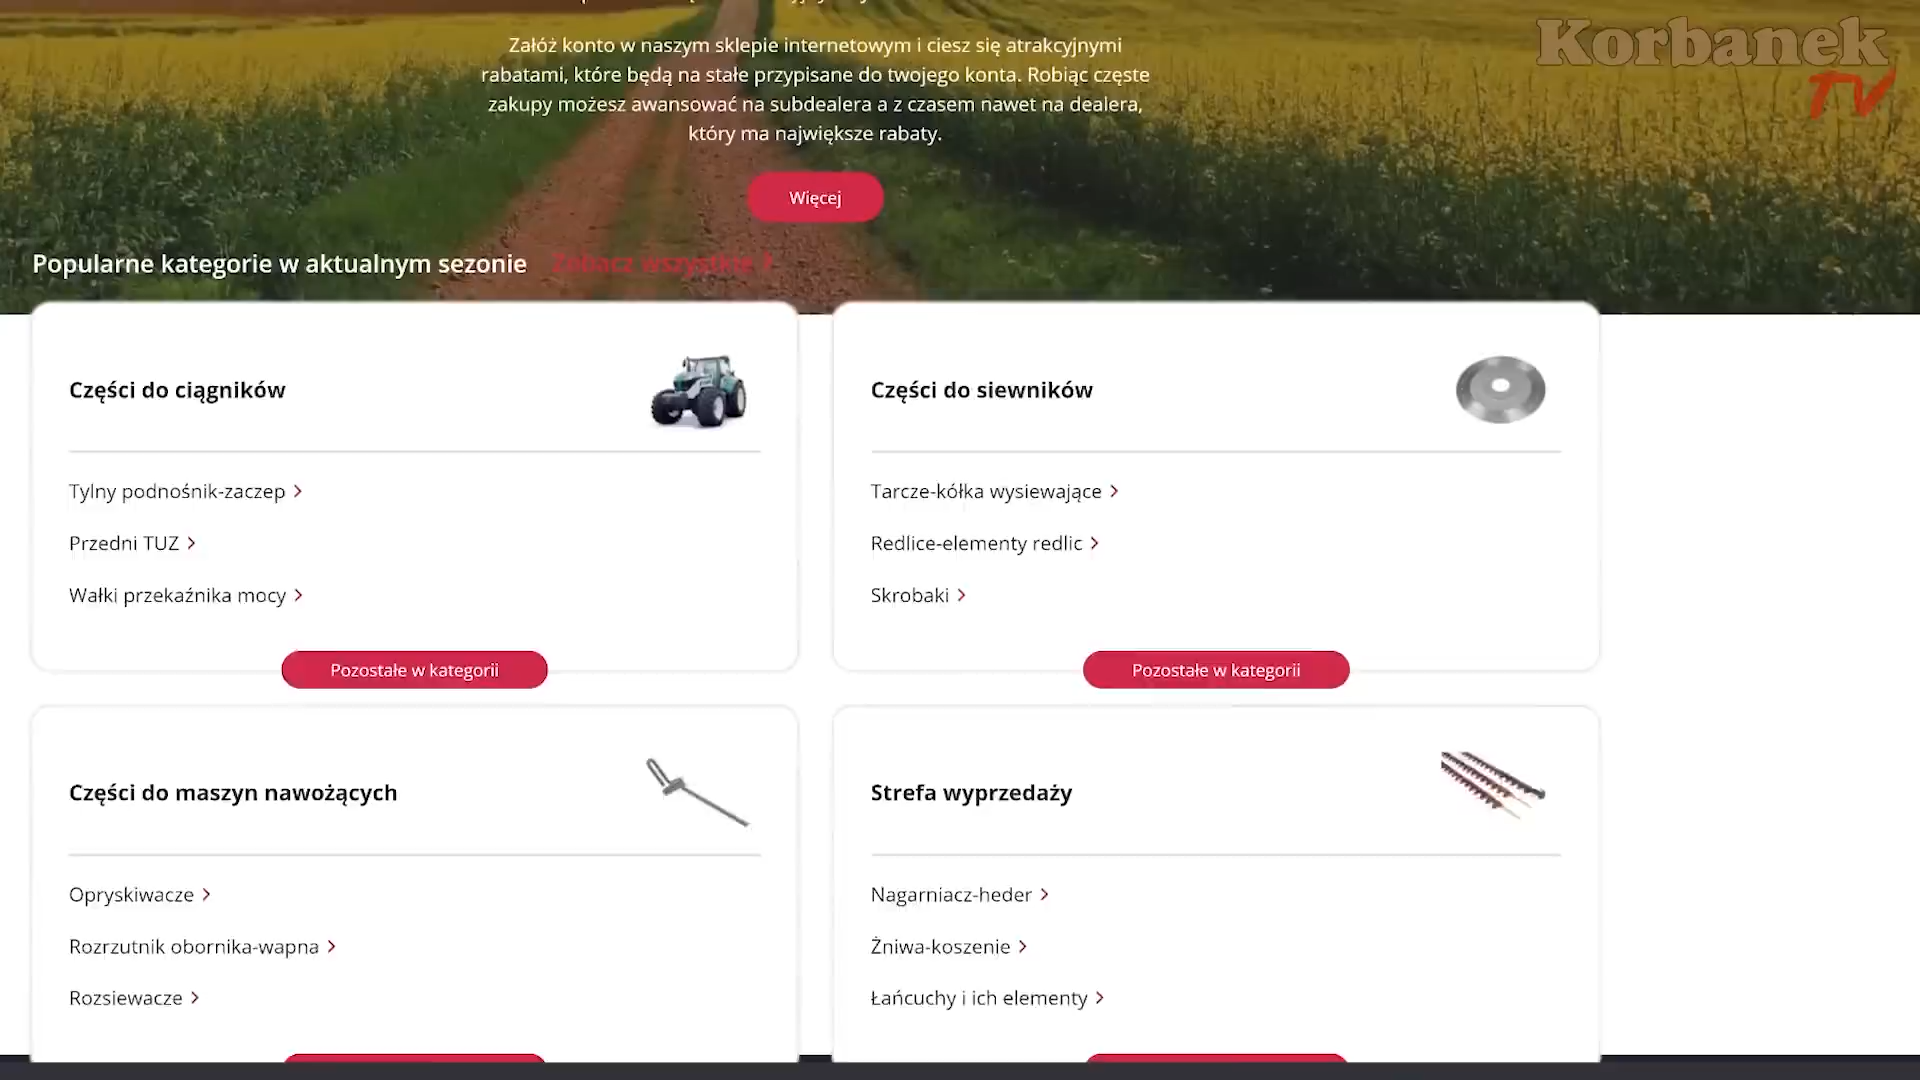 Korbanek
TV
Załóż konto w naszym sklepie internetowym i ciesz się atrakcyjnymi
rabatami, które będą na stałe przypisane do twojego konta. Robiąc częste
zakupy możesz awansować na subdealera a z czasem nawet na dealera,
który ma największe rabaty.
Więcej
Popularne kategorie w aktualnym sezonie Zobacz wszystkie
Części do ciągników
Tylny podnośnik-zaczep
Przedni TUZ
Wałki przekaźnika mocy
Pozostałe w kategorii
Części do siewników
Tarcze-kółka wysiewające
Redlice-elementy redlic
Skrobaki
Pozostałe w kategorii
Części do maszyn nawożących
Opryskiwacze
Rozrzutnik obornika-wapna
Rozsiewacze
Strefa wyprzedaży
Nagarniacz-heder
Żniwa-koszenie
Łańcuchy i ich elementy